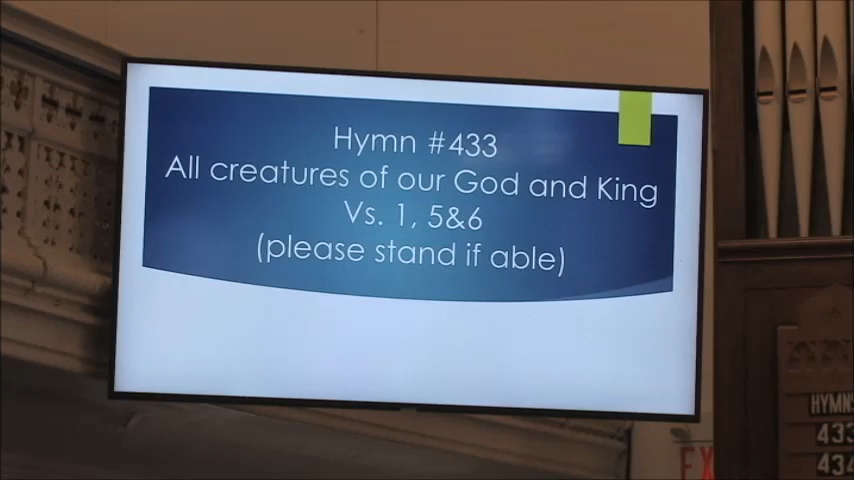 Hymn #433
All creatures of our God and King
Vs. 1, 5&6
(please stand if able)
HYMN
433
434
EX